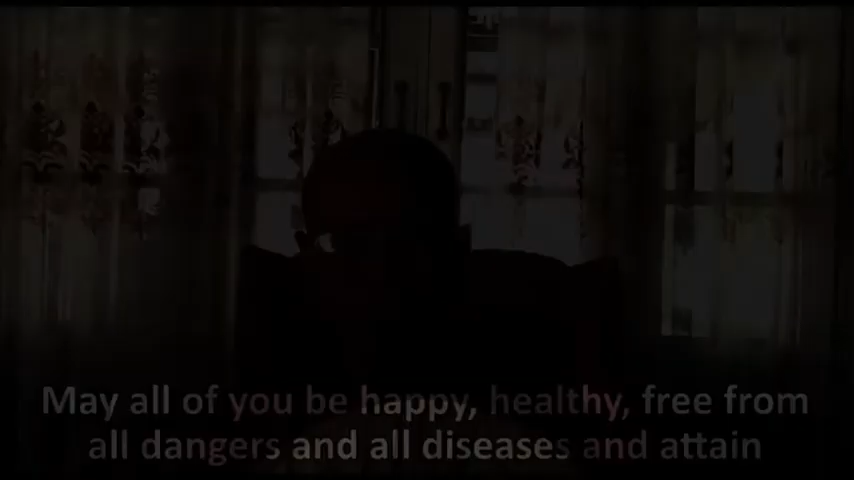 May all of you be happy, healthy, free from
all dangers and all diseases and attain